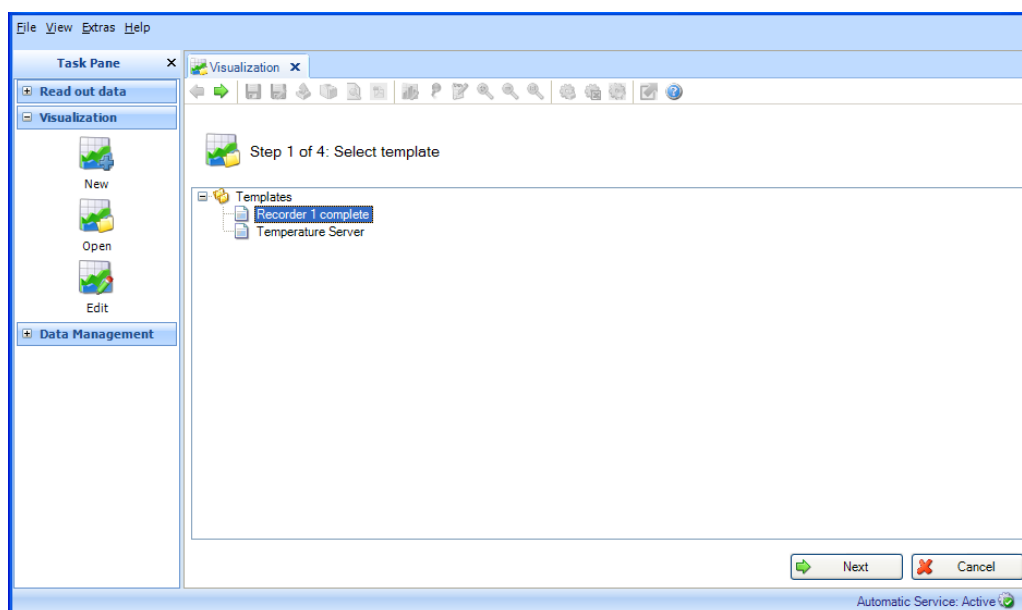 File View Extras Help
Task Pane
Visualization
Read out data
Visualization
New
Open
Edit
Data Management
Step 1 of 4: Select template
Templates
Recorder 1 complete
Temperature Server
Next
Cancel
Automatic Service: Active